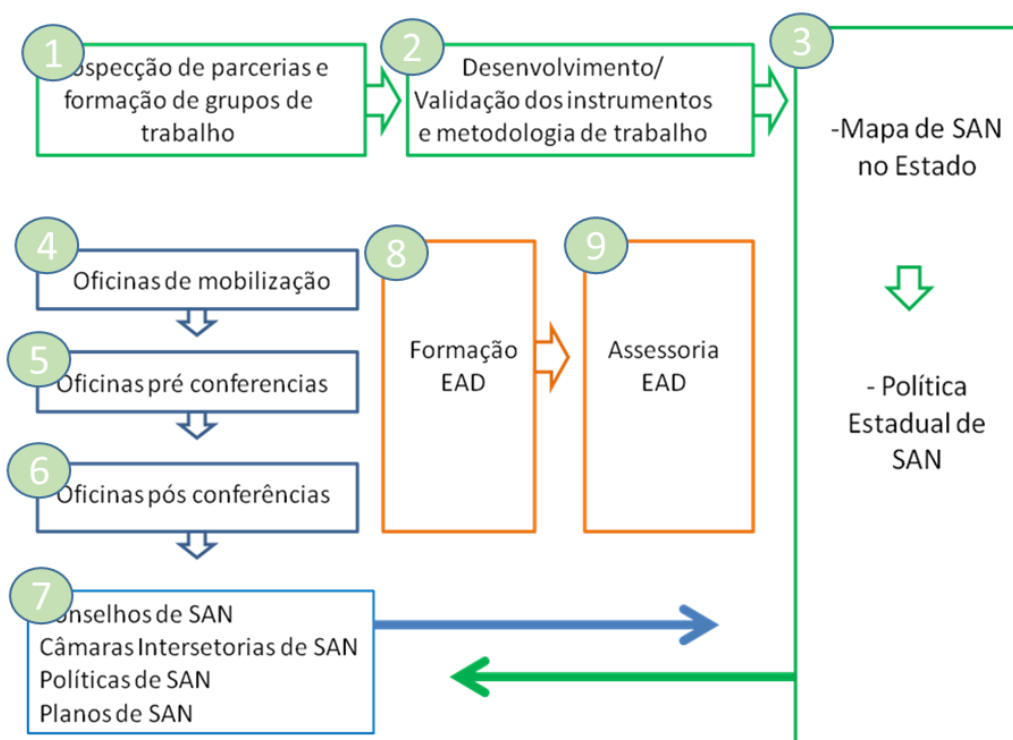 1
ospecção de parcerias e
formação de grupos de
trabalho
2
Desenvolvimento/
Validação dos instrumentos
e metodologia de trabalho
3
-Mapa de SAN
no Estado
- Política
Estadual de
SAN
4
Oficinas de mobilização
5
Oficinas pré conferencias
6
Oficinas pós conferências
7
onselhos de SAN
Câmaras Intersetorias de SAN
Políticas de SAN
Planos de SAN
8
Formação
EAD
9
Assessoria
EAD